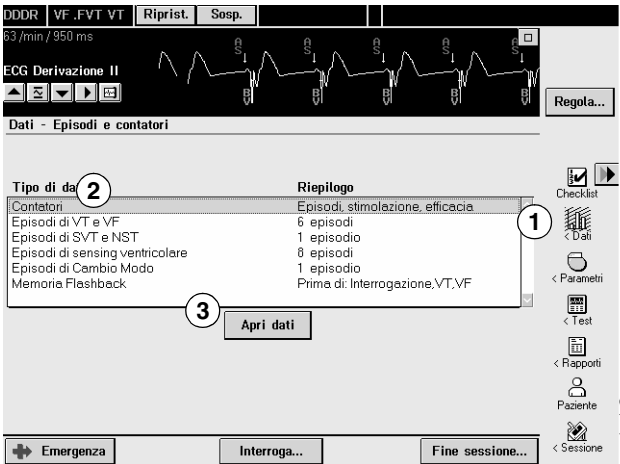 DDDR VF .FVT VT Riprist. Sosp.
63/min / 950 ms
A S A S A S A S A S
ECG Derivazione II
B V B V B V
Regola...
Dati - Episodi e contatori
Checklist
Tipo di da 2 Riepilogo
Contatori Episodi, stimolazione, efficacia
1
Episodi di VT e VF 6 episodi
< Dati
Episodi di SVT e NST 1 episodio
Episodi di sensing ventricolare 8 episodi
Episodi di Cambio Modo 1 episodio
< Parametri
Memoria Flashback Prima di: Interrogazione,VT,VF
3
Apri dati
< Test
< Rapporti
Paziente
Emergenza Interroga... Fine sessione...
< Sessione